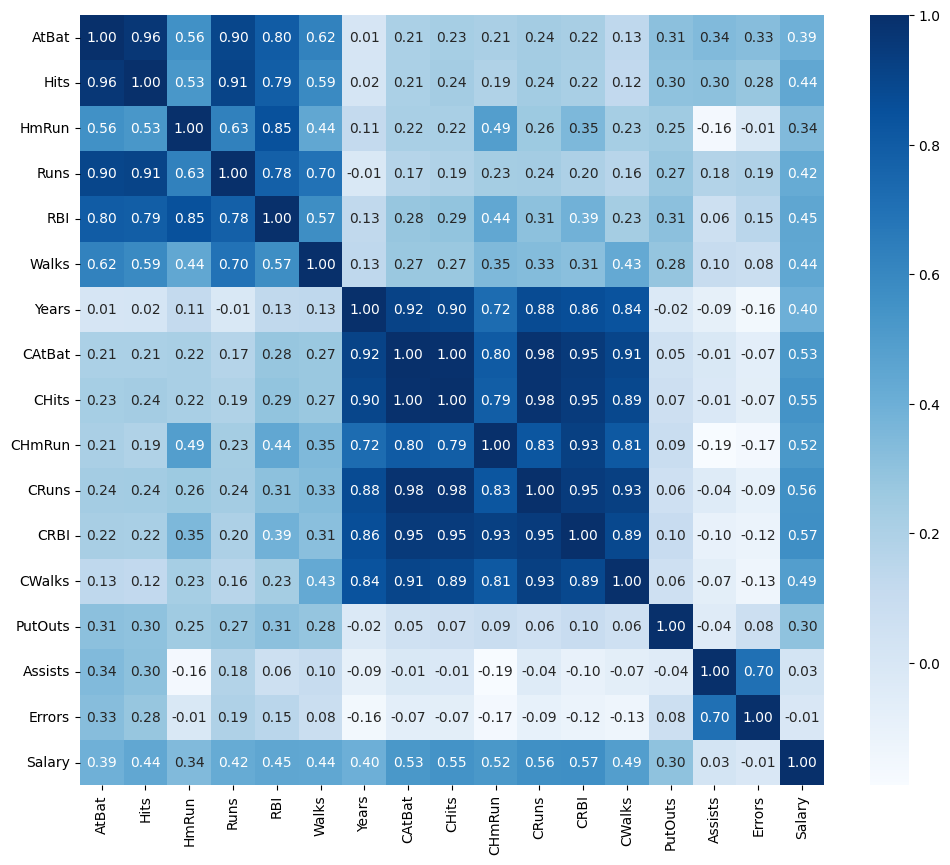 AtBat 1.00 0.96 0.56 0.90 0.80 0.62 0.01 0.21 0.23 0.21 0.24 0.22 0.13 0.31 0.34 0.33 0.39
Hits 0.96 1.00 0.53 0.91 0.79 0.59 0.02 0.21 0.24 0.19 0.24 0.22 0.12 0.30 0.30 0.28 0.44
HmRun 0.56 0.53 1.00 0.63 0.85 0.44 0.11 0.22 0.22 0.49 0.26 0.35 0.23 0.25 -0.16 -0.01 0.34
Runs 0.90 0.91 0.63 1.00 0.78 0.70 -0.01 0.17 0.19 0.23 0.24 0.20 0.16 0.27 0.18 0.19 0.42
RBI 0.80 0.79 0.85 0.78 1.00 0.57 0.13 0.28 0.29 0.44 0.31 0.39 0.23 0.31 0.06 0.15 0.45
Walks 0.62 0.59 0.44 0.70 0.57 1.00 0.13 0.27 0.27 0.35 0.33 0.31 0.43 0.28 0.10 0.08 0.44
Years 0.01 0.02 0.11 -0.01 0.13 0.13 1.00 0.92 0.90 0.72 0.88 0.86 0.84 -0.02 -0.09 -0.16 0.40
CAtBat 0.21 0.21 0.22 0.17 0.28 0.27 0.92 1.00 1.00 0.80 0.98 0.95 0.91 0.05 -0.01 -0.07 0.53
CHits 0.23 0.24 0.22 0.19 0.29 0.27 0.90 1.00 1.00 0.79 0.98 0.95 0.89 0.07 -0.01 -0.07 0.55
CHmRun 0.21 0.19 0.49 0.23 0.44 0.35 0.72 0.80 0.79 1.00 0.83 0.93 0.81 0.09 -0.19 -0.17 0.52
CRuns 0.24 0.24 0.26 0.24 0.31 0.33 0.88 0.98 0.98 0.83 1.00 0.95 0.93 0.06 -0.04 -0.09 0.56
CRBI 0.22 0.22 0.35 0.20 0.39 0.31 0.86 0.95 0.95 0.93 0.95 1.00 0.89 0.10 -0.10 -0.12 0.57
CWalks 0.13 0.12 0.23 0.16 0.23 0.43 0.84 0.91 0.89 0.81 0.93 0.89 1.00 0.06 -0.07 -0.13 0.49
PutOuts 0.31 0.30 0.25 0.27 0.31 0.28 -0.02 0.05 0.07 0.09 0.06 0.10 0.06 1.00 -0.04 0.08 0.30
Assists 0.34 0.30 -0.16 0.18 0.06 0.10 -0.09 -0.01 -0.01 -0.19 -0.04 -0.10 -0.07 -0.04 1.00 0.70 0.03
Errors 0.33 0.28 -0.01 0.19 0.15 0.08 -0.16 -0.07 -0.07 -0.17 -0.09 -0.12 -0.13 0.08 0.70 1.00 -0.01
Salary 0.39 0.44 0.34 0.42 0.45 0.44 0.40 0.53 0.55 0.52 0.56 0.57 0.49 0.30 0.03 -0.01 1.00
AtBat Hits HmRun Runs RBI Walks Years CAtBat CHits CHmRun CRuns CRBI CWalks PutOuts Assists Errors Salary
1.0
0.8
0.6
0.4
0.2
0.0